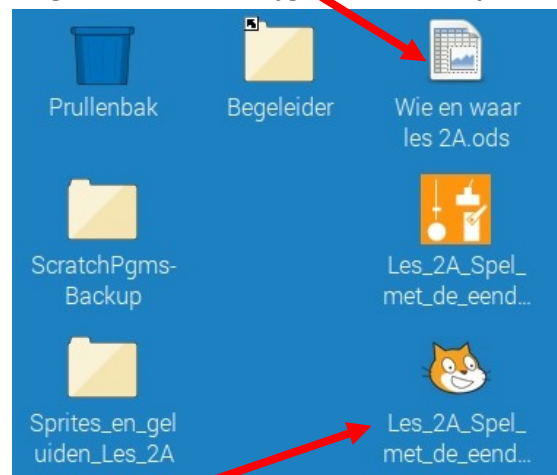 Prullenbak
Begeleider
Wie en waar
les 2A.ods
ScratchPgms-
Backup
Les_2A_Spel_
met_de_eend...
Sprites_en_gel
uiden_Les_2A
Les_2A_Spel_
met_de_eend...